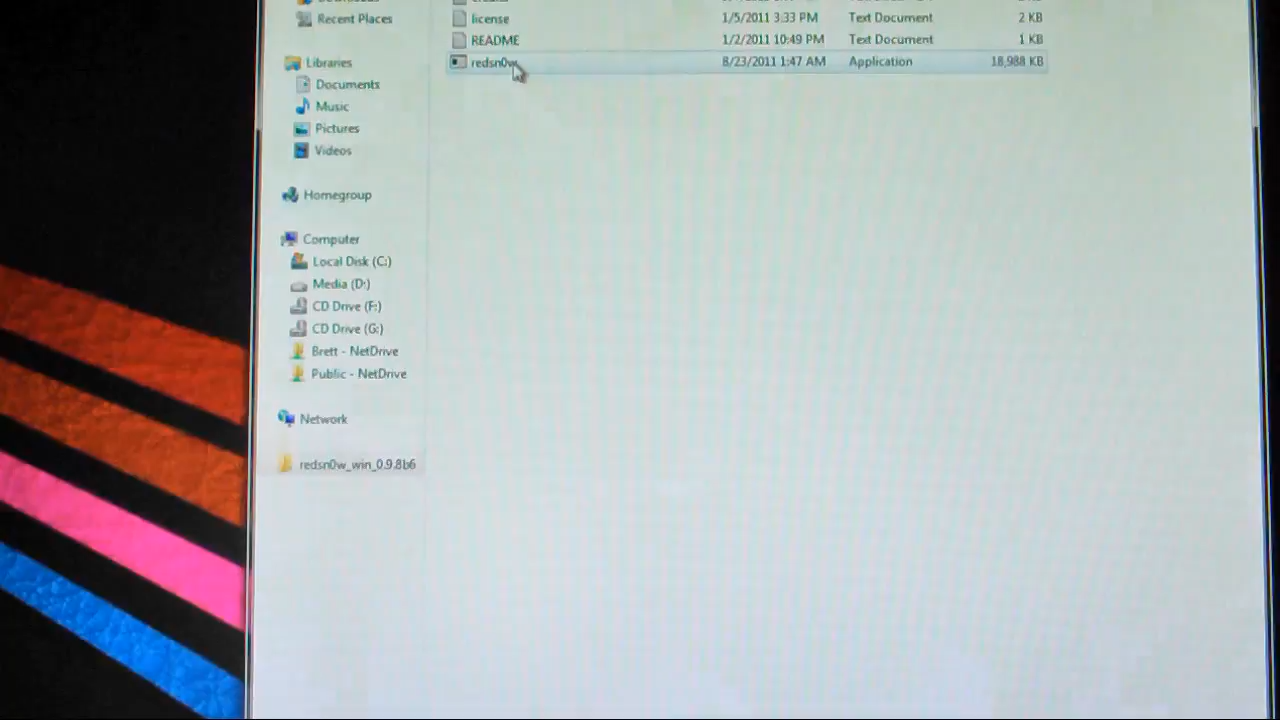 Recent Places
license 1/5/2011 3:33 PM Text Document 2 KB
README 1/2/2011 10:49 PM Text Document 1 KB
redsn0w 8/23/2011 1:47 AM Application 18,988 KB
Libraries
Documents
Music
Pictures
Videos
Homegroup
Computer
Local Disk (C:)
Media (D:)
CD Drive (F:)
CD Drive (G:)
Brett - NetDrive
Public - NetDrive
Network
redsn0w_win_0.9.8b6